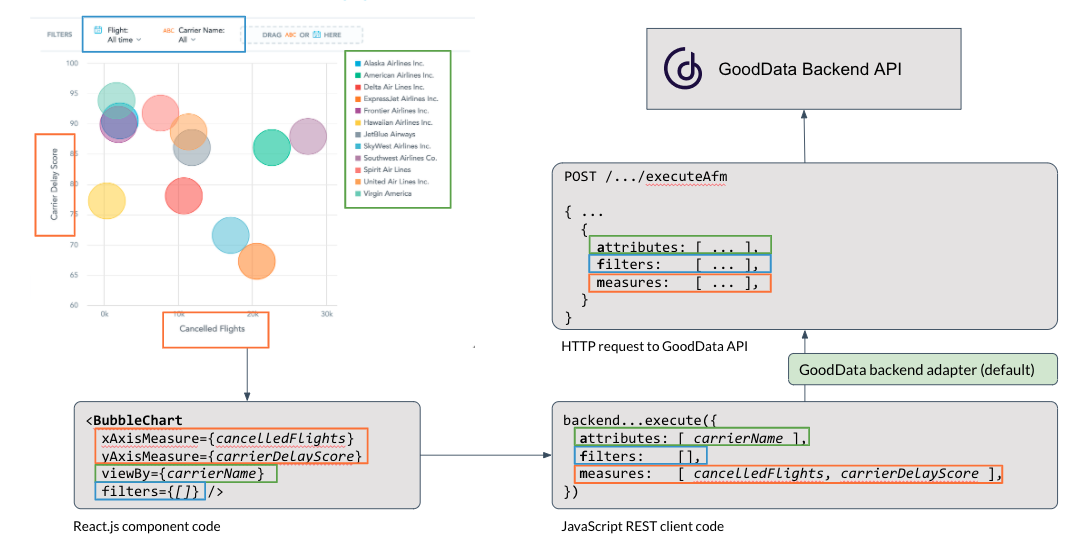 FILTERS
Flight:
All time
ABC
Carrier Name:
All
DRAG ABC OR HERE
100
95
90
85
80
75
70
65
60
0k
10k
20k
30k
Carrier Delay Score
Cancelled Flights
Alaska Airlines Inc.
American Airlines Inc.
Delta Air Lines Inc.
ExpressJet Airlines Inc.
Frontier Airlines Inc.
Hawaiian Airlines Inc.
JetBlue Airways
SkyWest Airlines Inc.
Southwest Airlines Co.
Spirit Air Lines
United Air Lines Inc.
Virgin America
<BubbleChart
xAxisMeasure={cancelledFlights}
yAxisMeasure={carrierDelayScore}
viewBy={carrierName}
filters={[]} />
React.js component code
backend...execute({
attributes: [ carrierName ],
filters: [],
measures: [ cancelledFlights, carrierDelayScore ],
})
JavaScript REST client code
GoodData backend adapter (default)
POST /.../executeAfm
{ ...
{
attributes: [ ... ],
filters: [ ... ],
measures: [ ... ],
}
}
HTTP request to GoodData API
GoodData Backend API